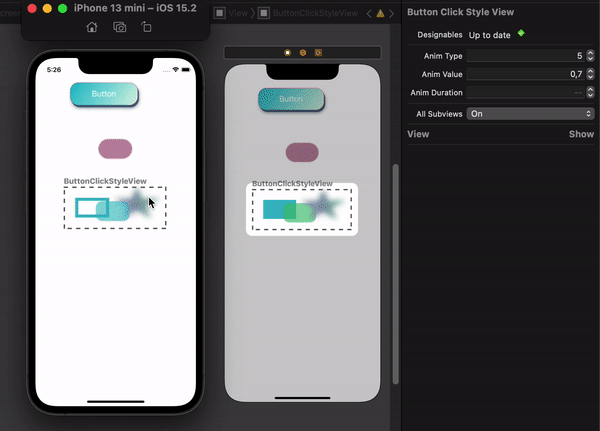 iPhone 13 mini – iOS 15.2
View
ButtonClickStyleView
5:26
Button
ButtonClickStyleView
Button
ButtonClickStyleView
Button Click Style View
Designables Up to date
Anim Type 5
Anim Value 0,7
Anim Duration --
All Subviews On
View Show